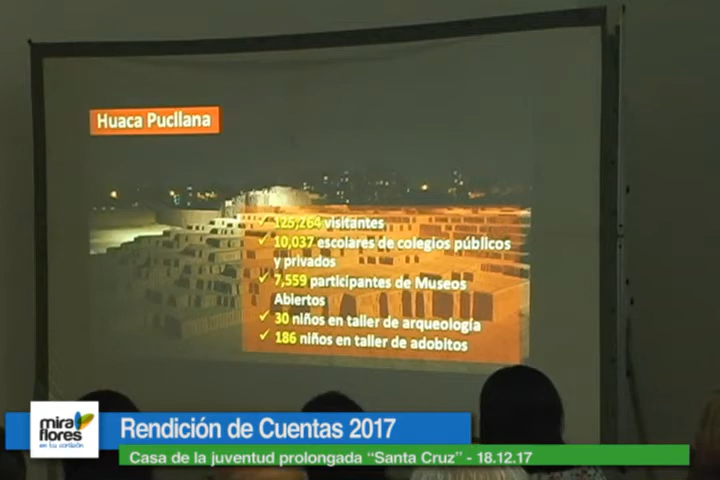 Huaca Pucllana
✓ 125,264 visitantes
✓ 10,037 escolares de colegios públicos
y privados
✓ 7,559 participantes de Museos
Abiertos
✓ 30 niños en taller de arqueología
✓ 186 niños en taller de adobitos
mira
flores
en tu corazón
Rendición de Cuentas 2017
Casa de la juventud prolongada “Santa Cruz” - 18.12.17